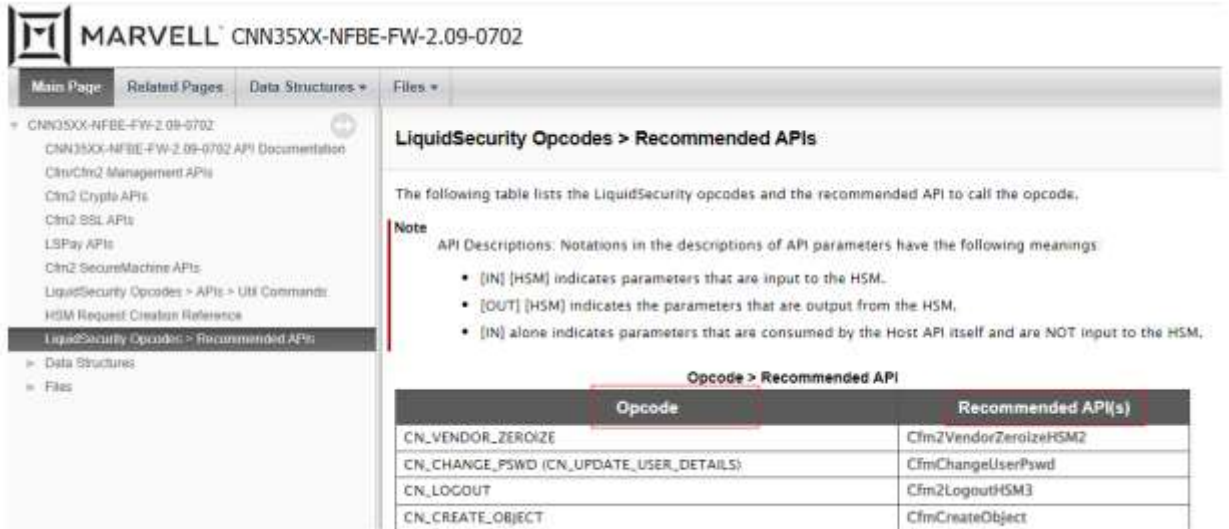 MARVELL CNN35XX-NFBE-FW-2.09-0702
Main Page Related Pages Data Structures Files
CNN35XX-NFBE-FW-2.09-0702
CNN35XX-NFBE-FW-2.09-0702 API Documentation
Cfm/Cfm2 Management APIs
Cfm2 Crypto APIs
Cfm2 SSL APIs
LSPay APIs
Cfm2 SecureMachine APIs
LiquidSecurity Opcodes > APIs > Util Commands
HSM Request Creation Reference
LiquidSecurity Opcodes > Recommended APIs
Data Structures
Files
LiquidSecurity Opcodes > Recommended APIs
The following table lists the LiquidSecurity opcodes and the recommended API to call the opcode.
Note
API Descriptions: Notations in the descriptions of API parameters have the following meanings
• [IN] [HSM] indicates parameters that are input to the HSM.
• [OUT] [HSM] indicates the parameters that are output from the HSM.
• [IN] alone indicates parameters that are consumed by the Host API itself and are NOT input to the HSM.
Opcode > Recommended API
Opcode Recommended API(s)
CN_VENDOR_ZEROIZE Cfm2VendorZeroizeHSM2
CN_CHANGE_PSWD (CN_UPDATE_USER_DETAILS) CfmChangeUserPswd
CN_LOGOUT Cfm2LogoutHSM3
CN_CREATE_OBJECT CfmCreateObject